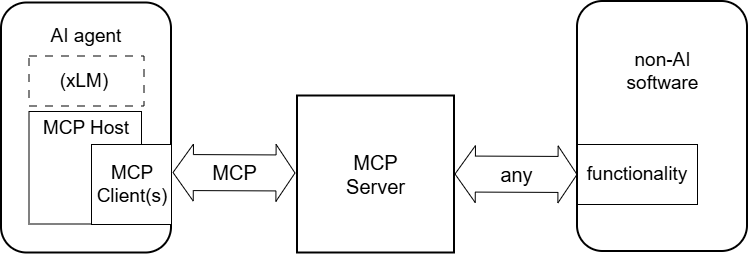 AI agent
(xLM)
MCP Host
MCP
Client(s)
MCP
MCP
Server
any
non-AI
software
functionality